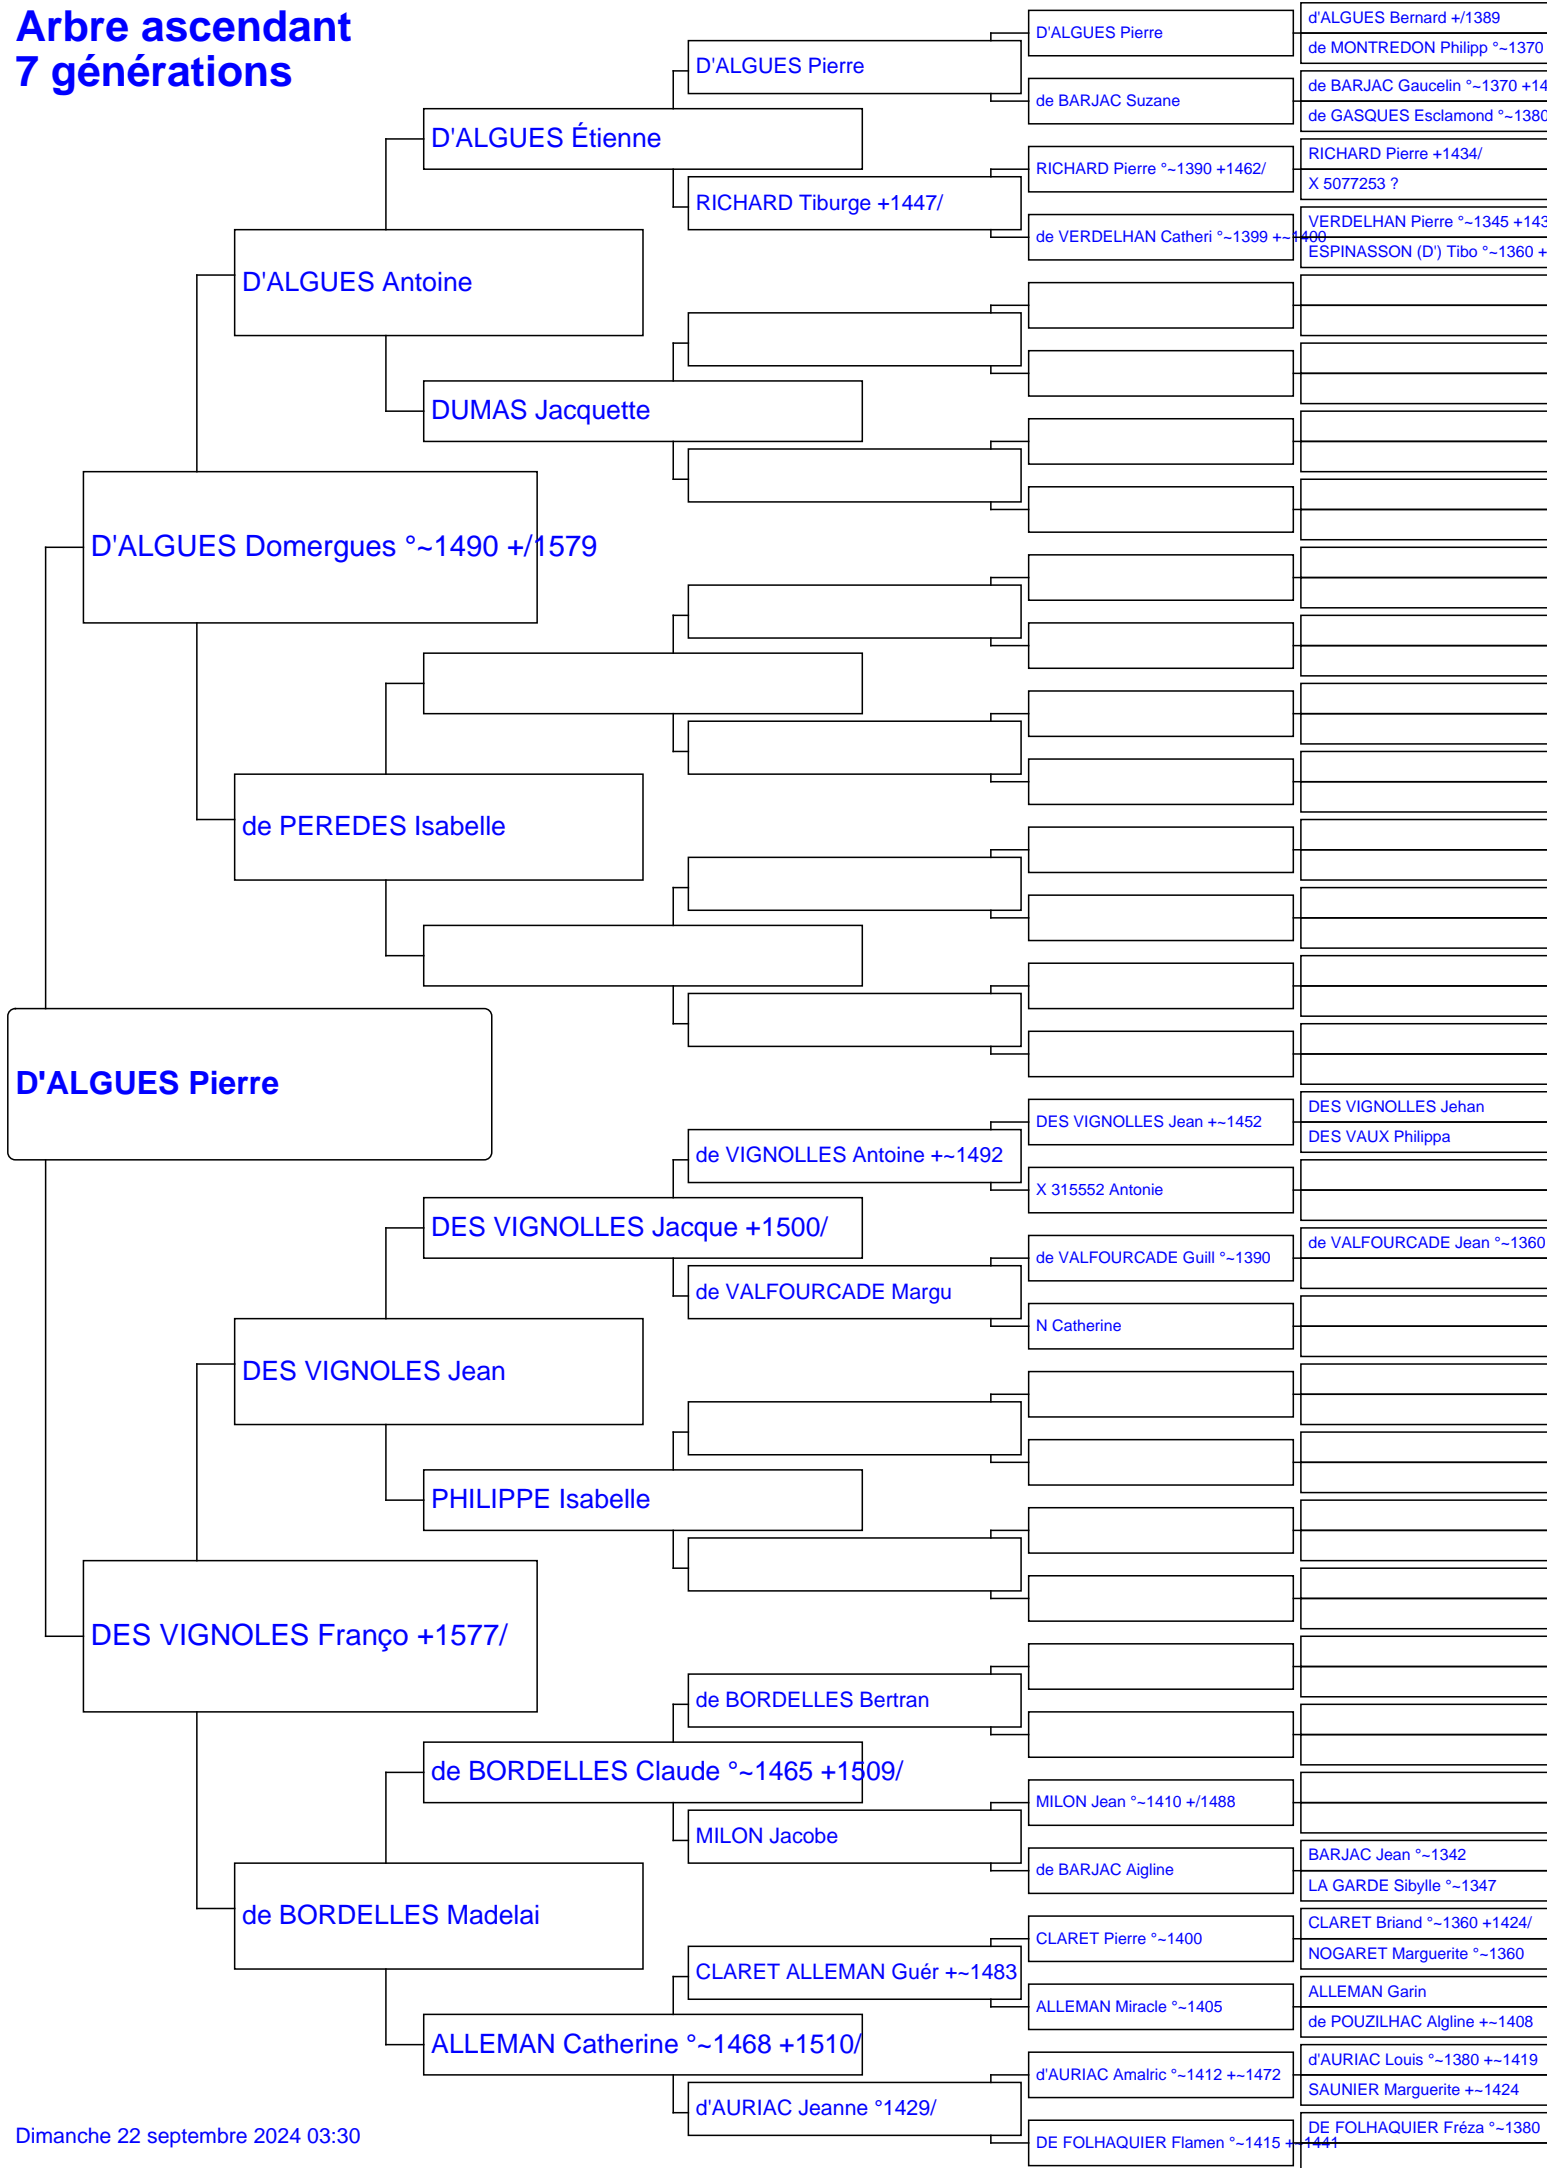 Arbre ascendant
7 générations
D'ALGUES Pierre
D'ALGUES Domergues °~1490 +/1579
DES VIGNOLES Franço +1577/
D'ALGUES Antoine
de PEREDES Isabelle
DES VIGNOLES Jean
de BORDELLES Madelai
D'ALGUES Étienne
DUMAS Jacquette
DES VIGNOLLES Jacque +1500/
PHILIPPE Isabelle
de BORDELLES Claude °~1465 +1509/
ALLEMAN Catherine °~1468 +1510/
D'ALGUES Pierre
RICHARD Tiburge +1447/
de VIGNOLLES Antoine +~1492
de VALFOURCADE Margu
de BORDELLES Bertran
MILON Jacobe
CLARET ALLEMAN Guér +~1483
d'AURIAC Jeanne °1429/
D'ALGUES Pierre
de BARJAC Suzane
RICHARD Pierre °~1390 +1462/
de VERDELHAN Catheri °~1399 +~1400
DES VIGNOLLES Jean +~1452
X 315552 Antonie
de VALFOURCADE Guill °~1390
N Catherine
MILON Jean °~1410 +/1488
de BARJAC Aigline
CLARET Pierre °~1400
ALLEMAN Miracle °~1405
d'AURIAC Amalric °~1412 +~1472
DE FOLHAQUIER Flamen °~1415 +~1441
d'ALGUES Bernard +/1389
de MONTREDON Philipp °~1370
de BARJAC Gaucelin °~1370 +14
de GASQUES Esclamond °~1380
RICHARD Pierre +1434/
X 5077253 ?
VERDELHAN Pierre °~1345 +143
ESPINASSON (D') Tibo °~1360 +
DES VIGNOLLES Jehan
DES VAUX Philippa
de VALFOURCADE Jean °~1360
BARJAC Jean °~1342
LA GARDE Sibylle °~1347
CLARET Briand °~1360 +1424/
NOGARET Marguerite °~1360
ALLEMAN Garin
de POUZILHAC Algline +~1408
d'AURIAC Louis °~1380 +~1419
SAUNIER Marguerite +~1424
DE FOLHAQUIER Fréza °~1380
Dimanche 22 septembre 2024 03:30